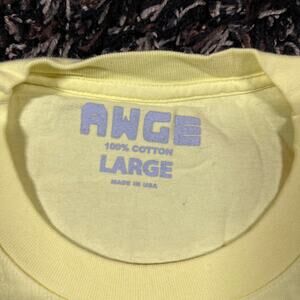 AWGE
100% COTTON
LARGE
MADE IN USA